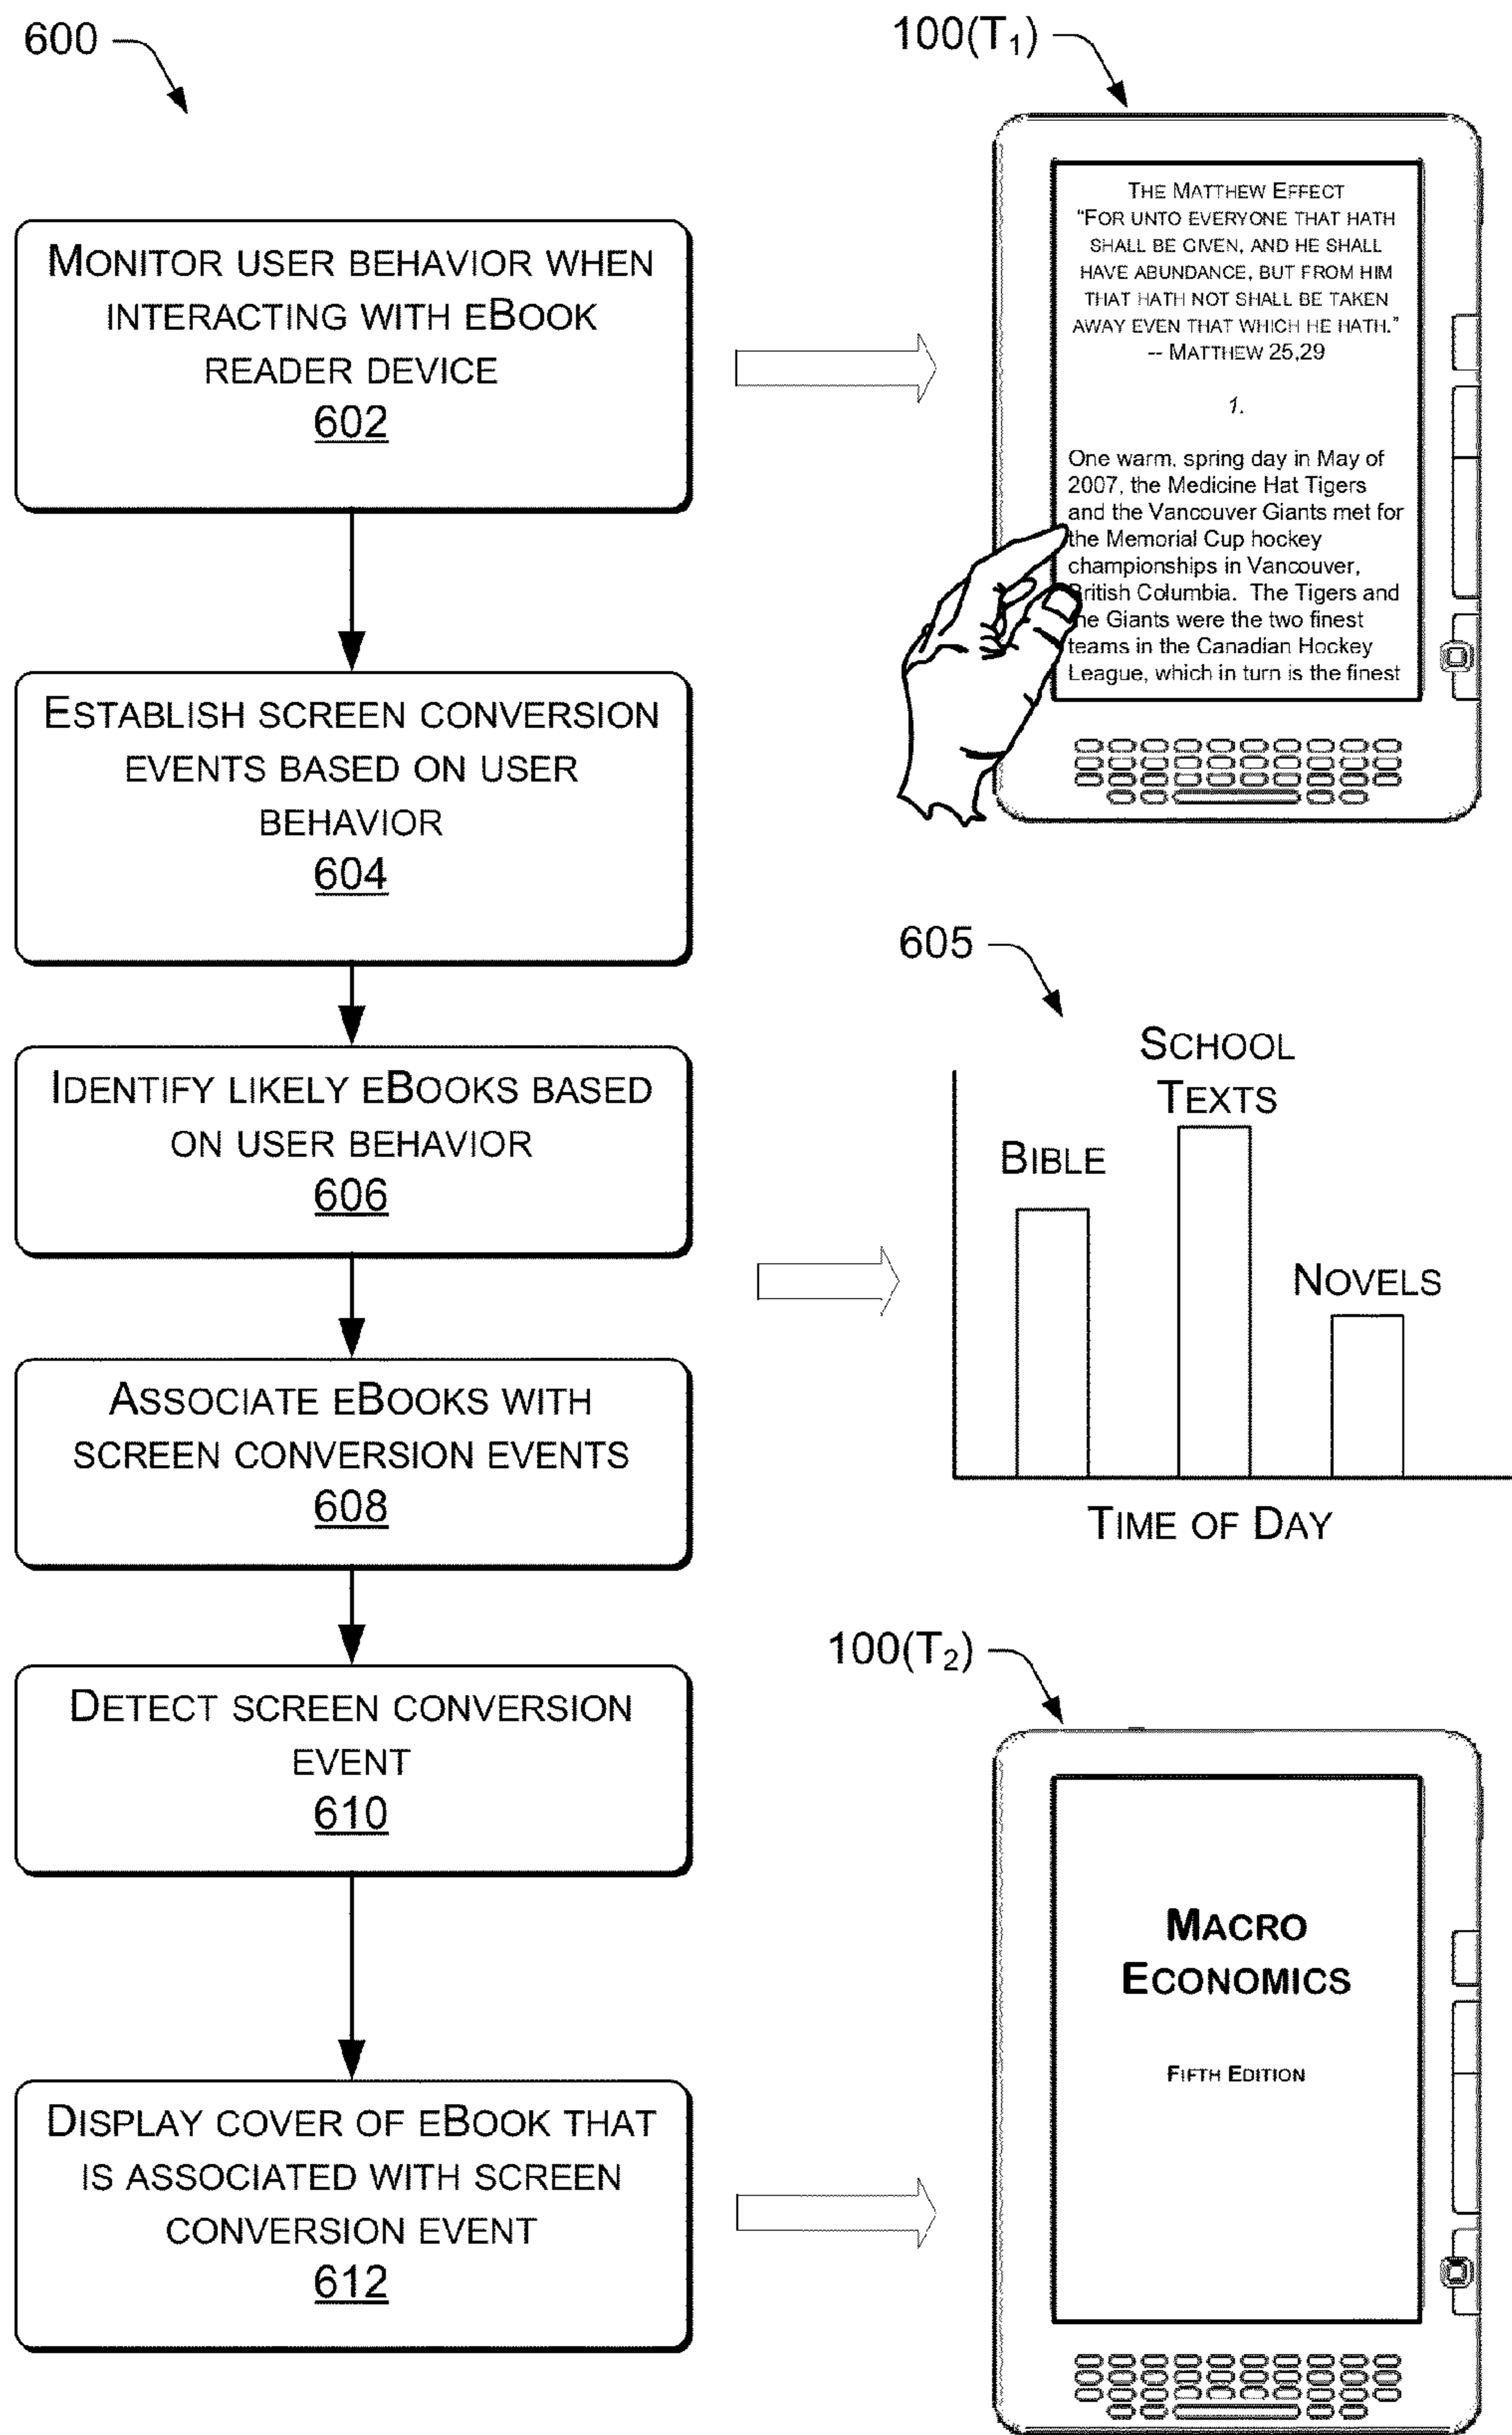 600
100(T₁)
MONITOR USER BEHAVIOR WHEN
INTERACTING WITH EBOOK
READER DEVICE
602
THE MATTHEW EFFECT
"FOR UNTO EVERYONE THAT HATH
SHALL BE GIVEN, AND HE SHALL
HAVE ABUNDANCE, BUT FROM HIM
THAT HATH NOT SHALL BE TAKEN
AWAY EVEN THAT WHICH HE HATH."
-- MATTHEW 25,29
1.
One warm, spring day in May of
2007, the Medicine Hat Tigers
and the Vancouver Giants met for
the Memorial Cup hockey
championships in Vancouver,
British Columbia.  The Tigers and
he Giants were the two finest
teams in the Canadian Hockey
League, which in turn is the finest
ESTABLISH SCREEN CONVERSION
EVENTS BASED ON USER
BEHAVIOR
604
IDENTIFY LIKELY EBOOKS BASED
ON USER BEHAVIOR
606
605
SCHOOL
TEXTS
BIBLE
NOVELS
TIME OF DAY
ASSOCIATE EBOOKS WITH
SCREEN CONVERSION EVENTS
608
DETECT SCREEN CONVERSION
EVENT
610
100(T₂)
MACRO
ECONOMICS
FIFTH EDITION
DISPLAY COVER OF EBOOK THAT
IS ASSOCIATED WITH SCREEN
CONVERSION EVENT
612